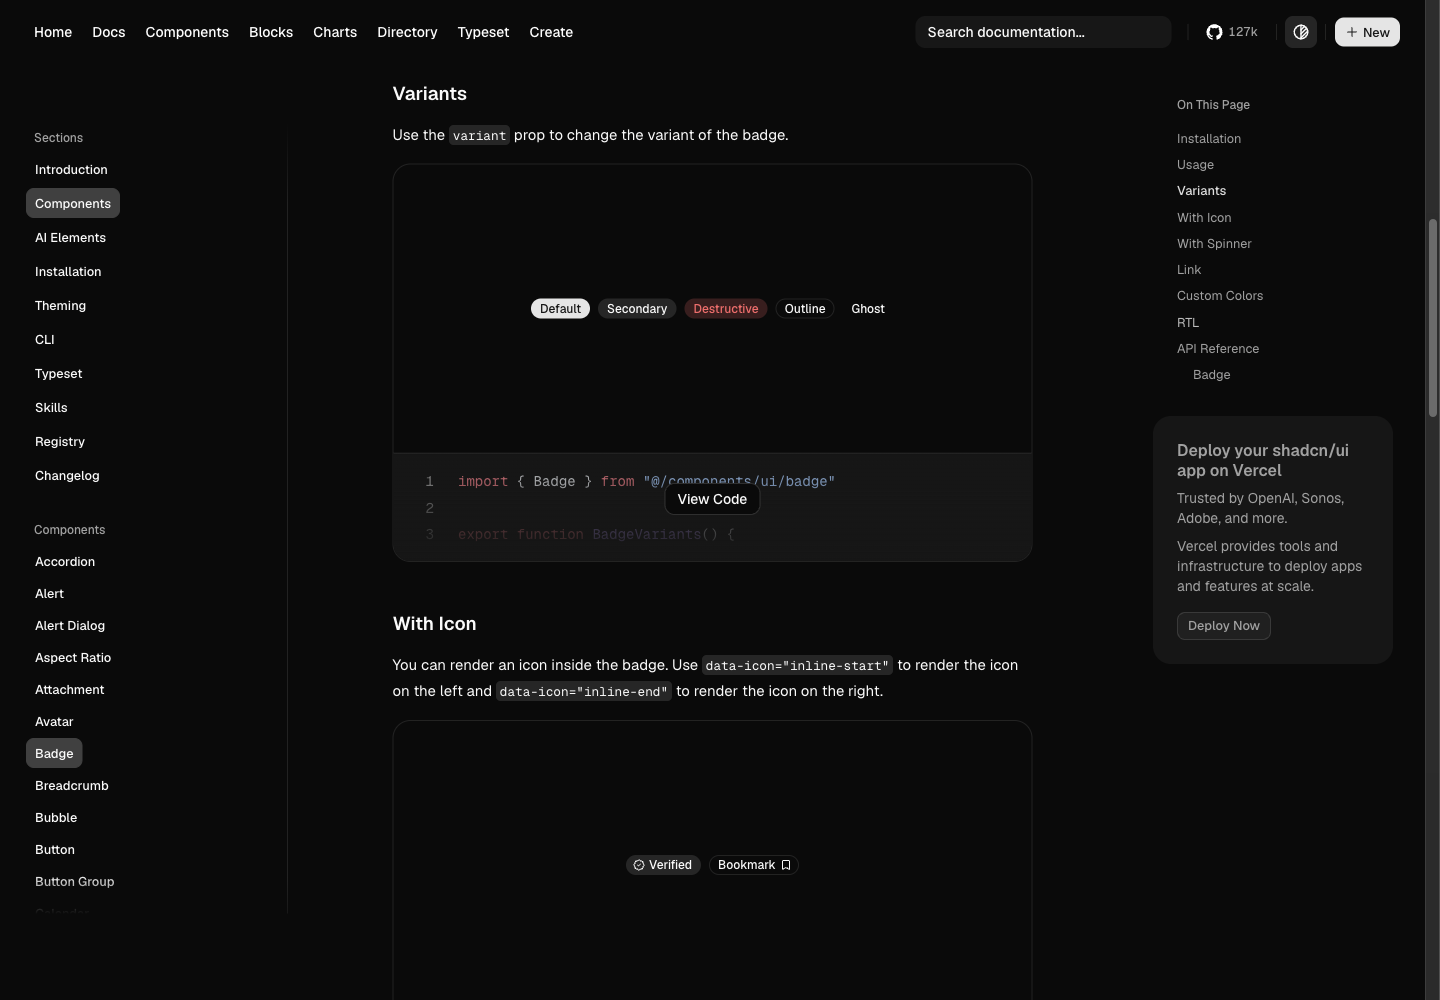 Home Docs Components Blocks Charts Directory Typeset Create
Search documentation...
127k
New
Sections
Introduction
Components
AI Elements
Installation
Theming
CLI
Typeset
Skills
Registry
Changelog
Components
Accordion
Alert
Alert Dialog
Aspect Ratio
Attachment
Avatar
Badge
Breadcrumb
Bubble
Button
Button Group
Calendar
Variants
Use the variant prop to change the variant of the badge.
Default Secondary Destructive Outline Ghost
1 import { Badge } from "@/components/ui/badge"
View Code
2
3 export function BadgeVariants() {
With Icon
You can render an icon inside the badge. Use data-icon="inline-start" to render the icon
on the left and data-icon="inline-end" to render the icon on the right.
Verified Bookmark
On This Page
Installation
Usage
Variants
With Icon
With Spinner
Link
Custom Colors
RTL
API Reference
Badge
Deploy your shadcn/ui
app on Vercel
Trusted by OpenAI, Sonos,
Adobe, and more.
Vercel provides tools and
infrastructure to deploy apps
and features at scale.
Deploy Now